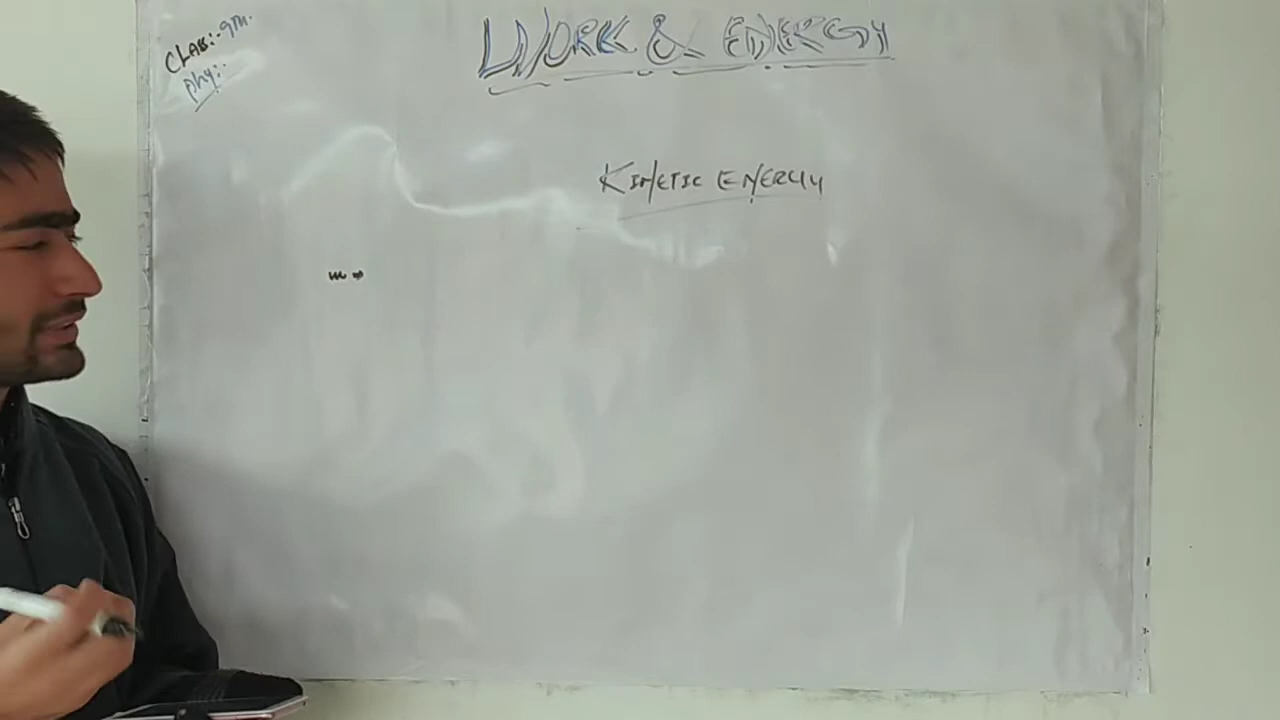 CLASS:- 9TH.
Phy:-
WORK & ENERGY
KINETIC ENERGY